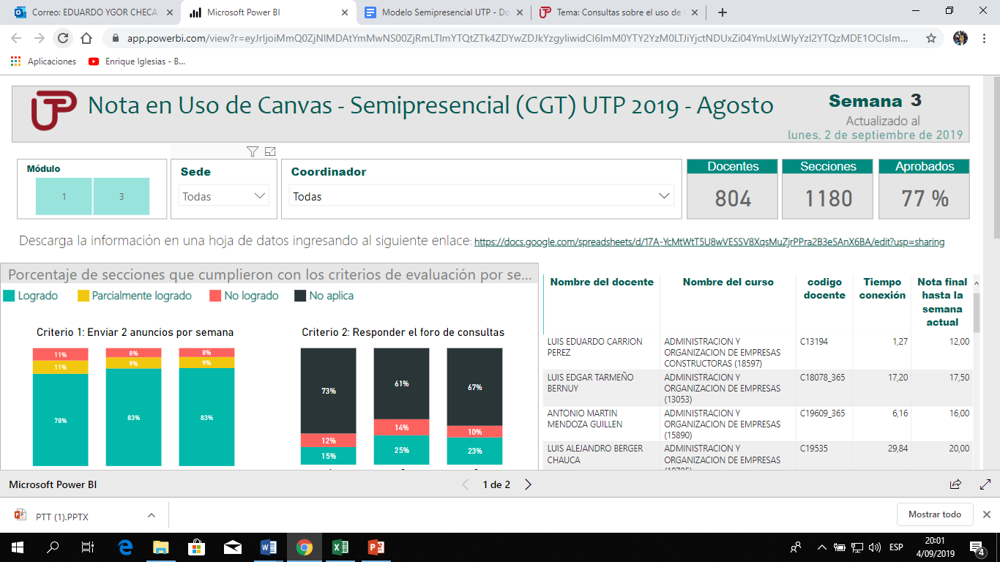 Correo: EDUARDO YGOR CHECA
Microsoft Power BI
Modelo Semipresencial UTP - Do
Tema: Consultas sobre el uso de
Aplicaciones
Enrique Iglesias - B...
UTP
Nota en Uso de Canvas - Semipresencial (CGT) UTP 2019 - Agosto
Semana 3
Actualizado al
lunes, 2 de septiembre de 2019
Módulo
1
3
Sede
Todas
Coordinador
Todas
Docentes
804
Secciones
1180
Aprobados
77 %
Descarga la información en una hoja de datos ingresando al siguiente enlace: https://docs.google.com/spreadsheets/d/17A-YcMtWtT5U8wVESSV8XqsMuZjrPPra2B3eSAnX6BA/edit?usp=sharing
Porcentaje de secciones que cumplieron con los criterios de evaluación por se...
Logrado
Parcialmente logrado
No logrado
No aplica
Criterio 1: Enviar 2 anuncios por semana
11%
8%
8%
11%
9%
9%
78%
83%
83%
Criterio 2: Responder el foro de consultas
73%
61%
67%
12%
14%
10%
15%
25%
23%
Nombre del docente
Nombre del curso
codigo docente
Tiempo conexión
Nota final hasta la semana actual
LUIS EDUARDO CARRION PEREZ
ADMINISTRACION Y ORGANIZACION DE EMPRESAS CONSTRUCTORAS (18597)
C13194
1,27
12,00
LUIS EDGAR TARMEÑO BERNUY
ADMINISTRACION Y ORGANIZACION DE EMPRESAS (13053)
C18078_365
17,20
17,50
ANTONIO MARTIN MENDOZA GUILLEN
ADMINISTRACION Y ORGANIZACION DE EMPRESAS (15890)
C19609_365
6,16
16,00
LUIS ALEJANDRO BERGER CHAUCA
ADMINISTRACION Y ORGANIZACION DE EMPRESAS
C19535
29,84
20,00
Microsoft Power BI
1 de 2
PTT (1).PPTX
Mostrar todo
ESP
20:01
4/09/2019
4